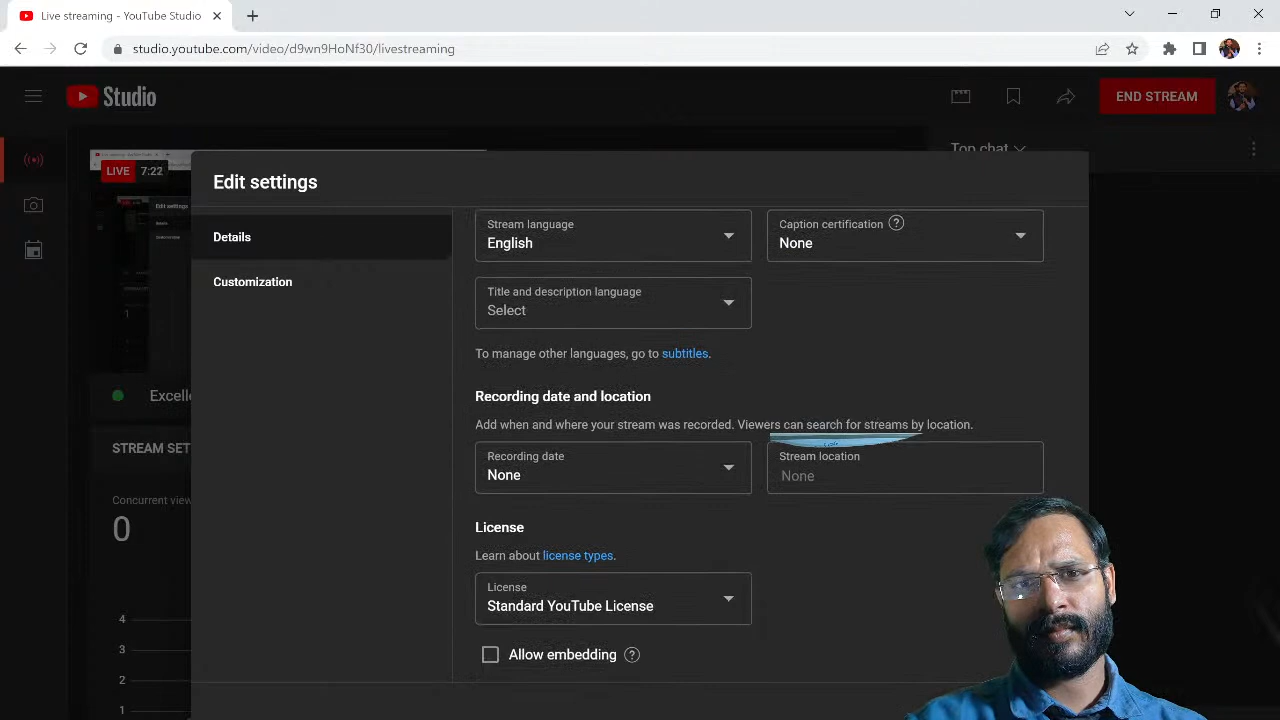 Live streaming - YouTube Studio
studio.youtube.com/video/d9wn9HoNf30/livestreaming
Studio
END STREAM
LIVE 7:22
Top chat
Edit settings
Edit settings
Details
Customization
Stream language
English
Caption certification ?
None
Title and description language
Select
To manage other languages, go to subtitles.
Recording date and location
Add when and where your stream was recorded. Viewers can search for streams by location.
Recording date
None
Stream location
None
License
Learn about license types.
License
Standard YouTube License
Allow embedding ?
Excelle
STREAM SET
Concurrent view
0
4
3
2
1